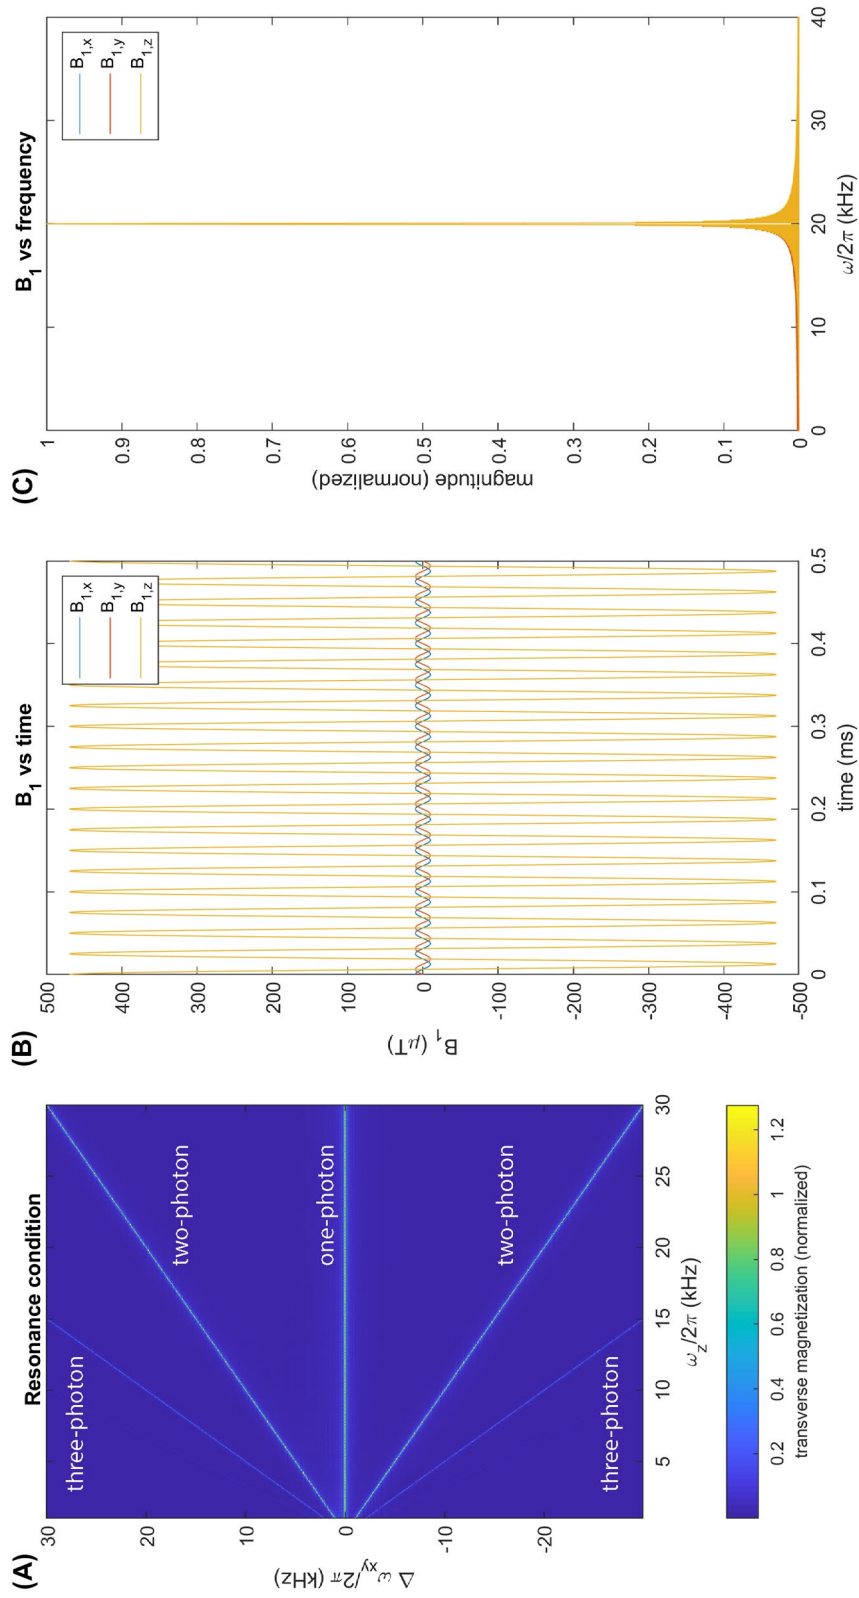 (A)
Resonance condition
30
20
10
0
-10
-20
Δ ω_xy/2π (kHz)
three-photon
two-photon
one-photon
two-photon
three-photon
5
10
15
20
25
30
ω_z/2π (kHz)
0.2
0.4
0.6
0.8
1
1.2
transverse magnetization (normalized)
(B)
B_1 vs time
500
400
300
200
100
0
-100
-200
-300
-400
-500
B_1 (μT)
B_1,x
B_1,y
B_1,z
0
0.1
0.2
0.3
0.4
0.5
time (ms)
(C)
B_1 vs frequency
1
0.9
0.8
0.7
0.6
0.5
0.4
0.3
0.2
0.1
0
magnitude (normalized)
B_1,x
B_1,y
B_1,z
0
10
20
30
40
ω/2π (kHz)